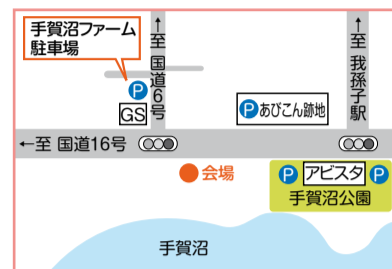 手賀沼ファーム
駐車場
↑至 国道6号
↑至 我孫子駅
P
GS
Pあびこん跡地
←至 国道16号
会場
P アビスタ P
手賀沼公園
手賀沼